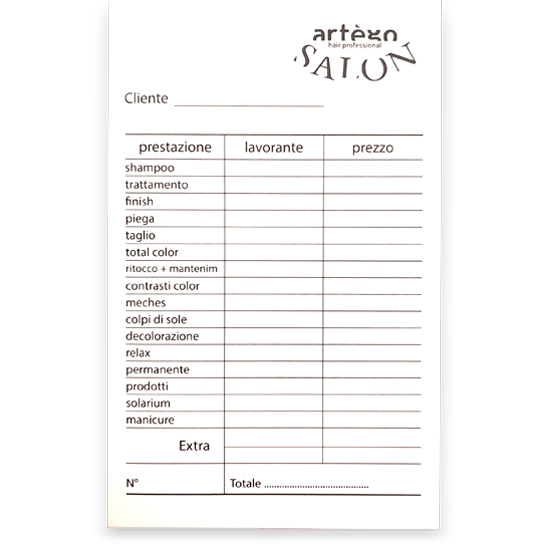 artègo
hair professional
SALON
Cliente ____________________
prestazione lavorante prezzo
shampoo
trattamento
finish
piega
taglio
total color
ritocco + mantenim
contrasti color
meches
colpi di sole
decolorazione
relax
permanente
prodotti
solarium
manicure
Extra
N° Totale ........................................